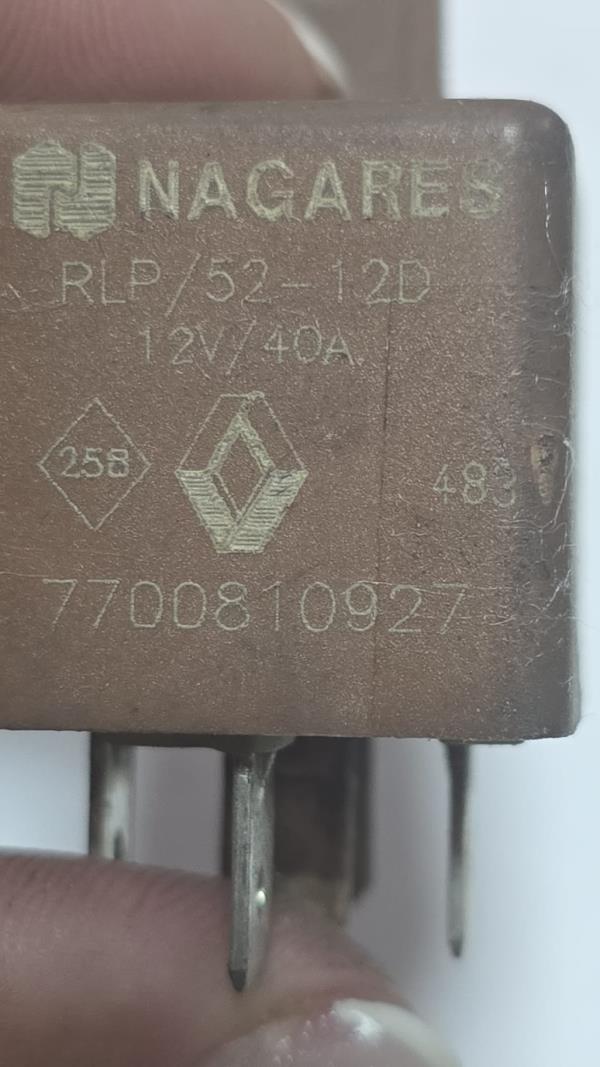 NAGARES
RLP/52-12D
12V/40A
258
483
7700810927